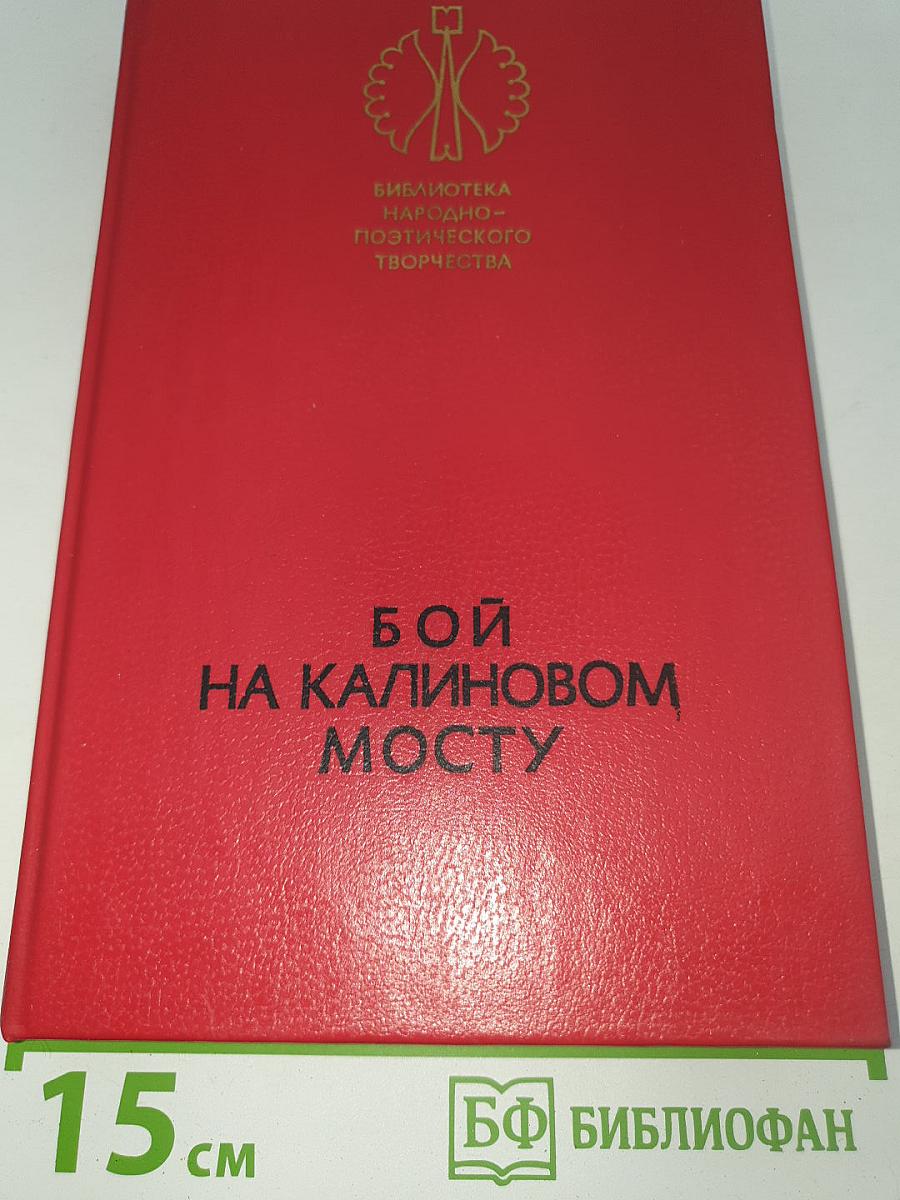 БИБЛИОТЕКА
НАРОДНО-
ПОЭТИЧЕСКОГО
ТВОРЧЕСТВА
БОЙ
НА КАЛИНОВОМ
МОСТУ
15 см
БФ БИБЛИОФАН